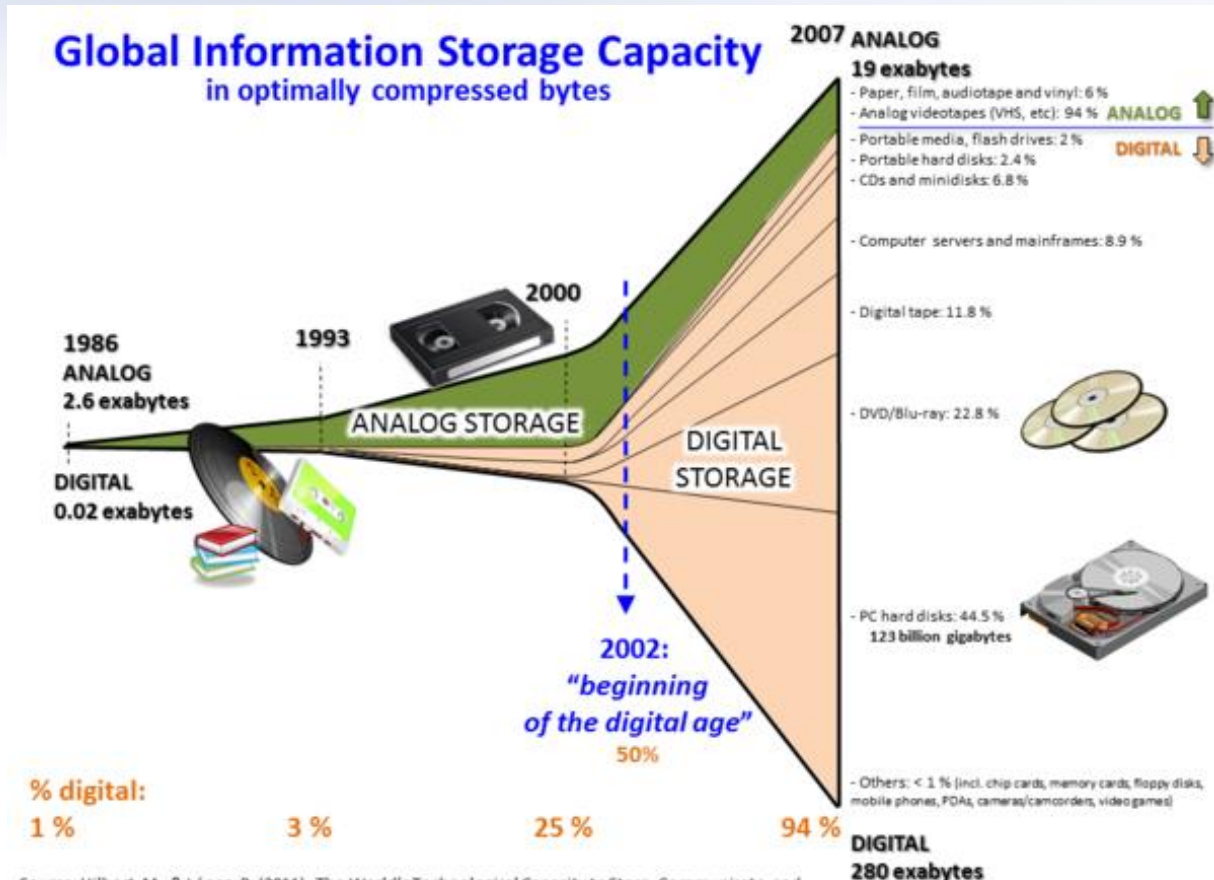 Global Information Storage Capacity
in optimally compressed bytes
2007 ANALOG
19 exabytes
- Paper, film, audiotape and vinyl: 6 %
- Analog videotapes (VHS, etc): 94 % ANALOG
- Portable media, flash drives: 2 %
DIGITAL
- Portable hard disks: 2.4 %
- CDs and minidisks: 6.8 %
- Computer servers and mainframes: 8.9 %
- Digital tape: 11.8 %
2000
1993
1986
ANALOG
2.6 exabytes
ANALOG STORAGE
- DVD/Blu-ray: 22.8 %
DIGITAL
STORAGE
DIGITAL
0.02 exabytes
- PC hard disks: 44.5 %
123 billion gigabytes
2002:
"beginning
of the digital age"
50%
- Others: < 1 % (incl. chip cards, memory cards, floppy disks,
mobile phones, PDAs, cameras/camcorders, video games)
% digital:
1 % 3 % 25 % 94 %
DIGITAL
280 exabytes